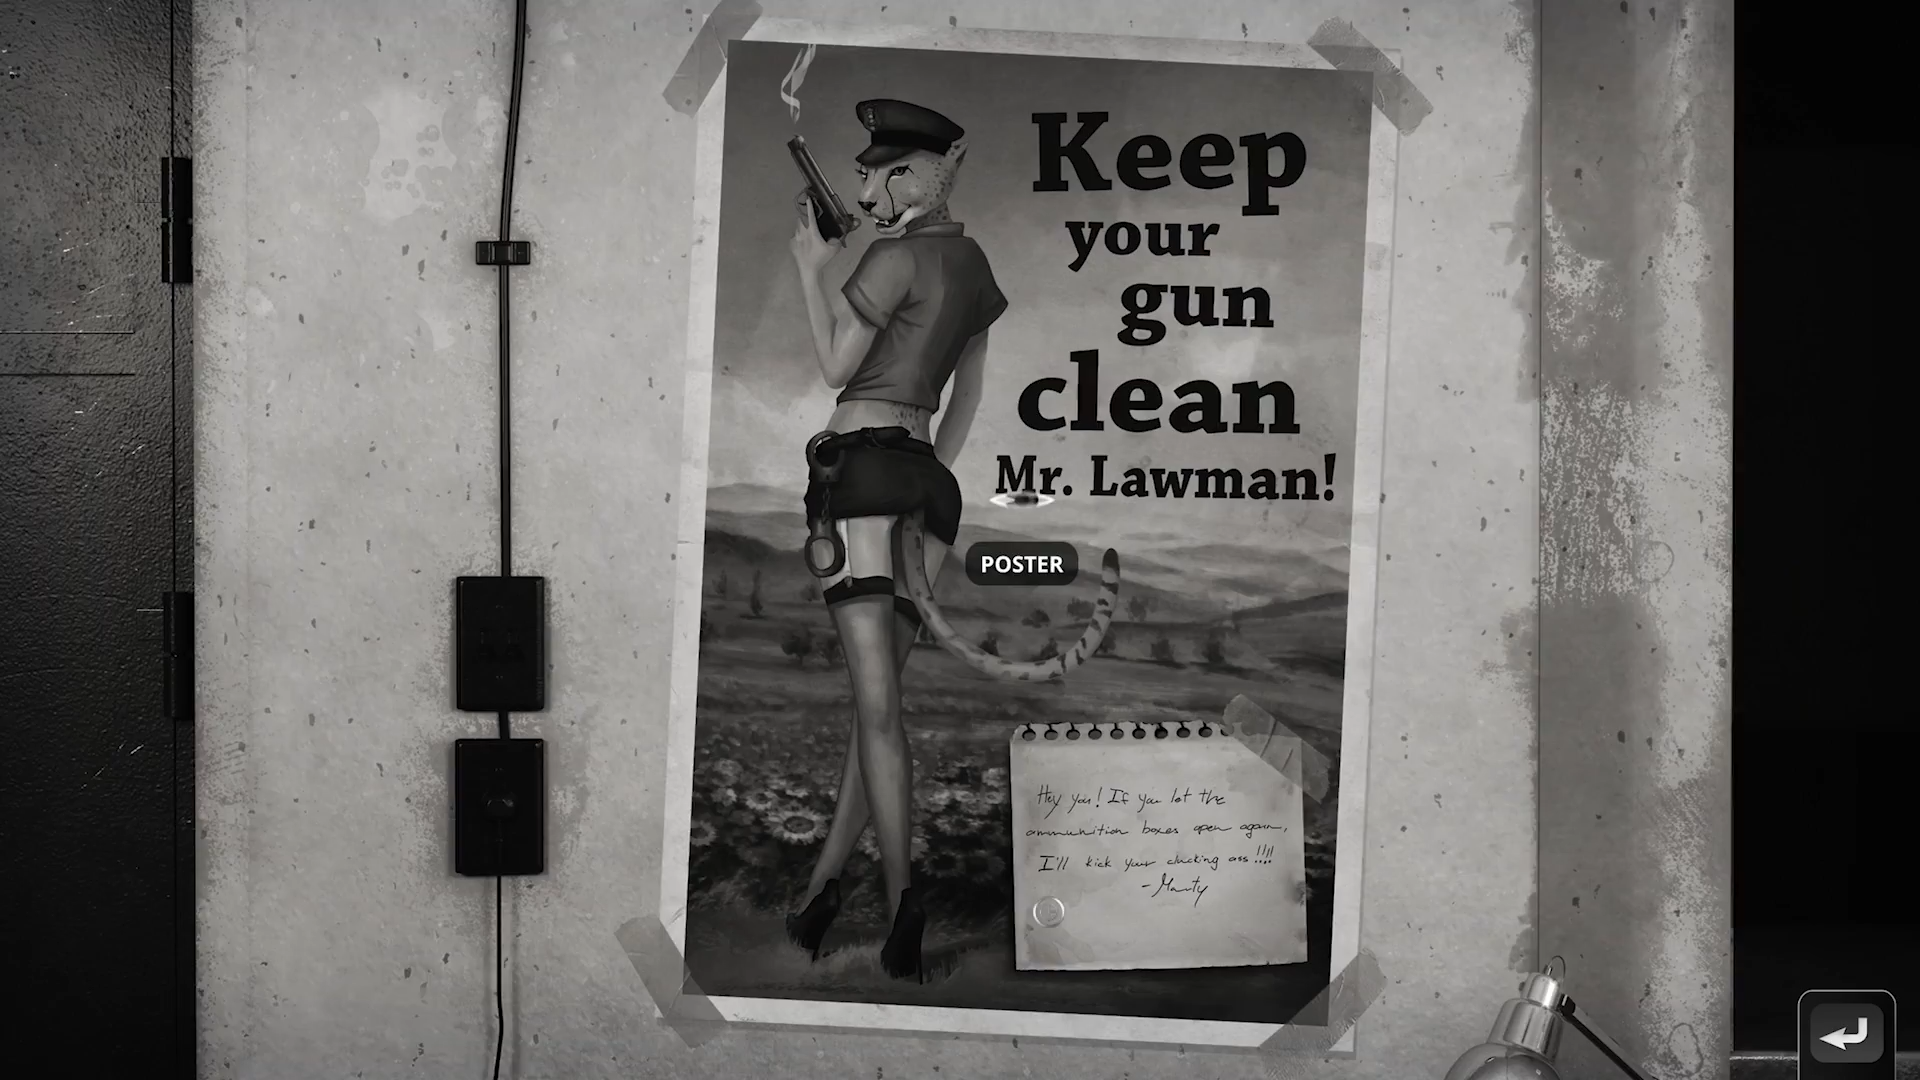 Keep
your
gun
clean
Mr. Lawman!
POSTER
Hey you! If you let the
ammunition boxes open again,
I'll kick your clucking ass!!!!
-Marty